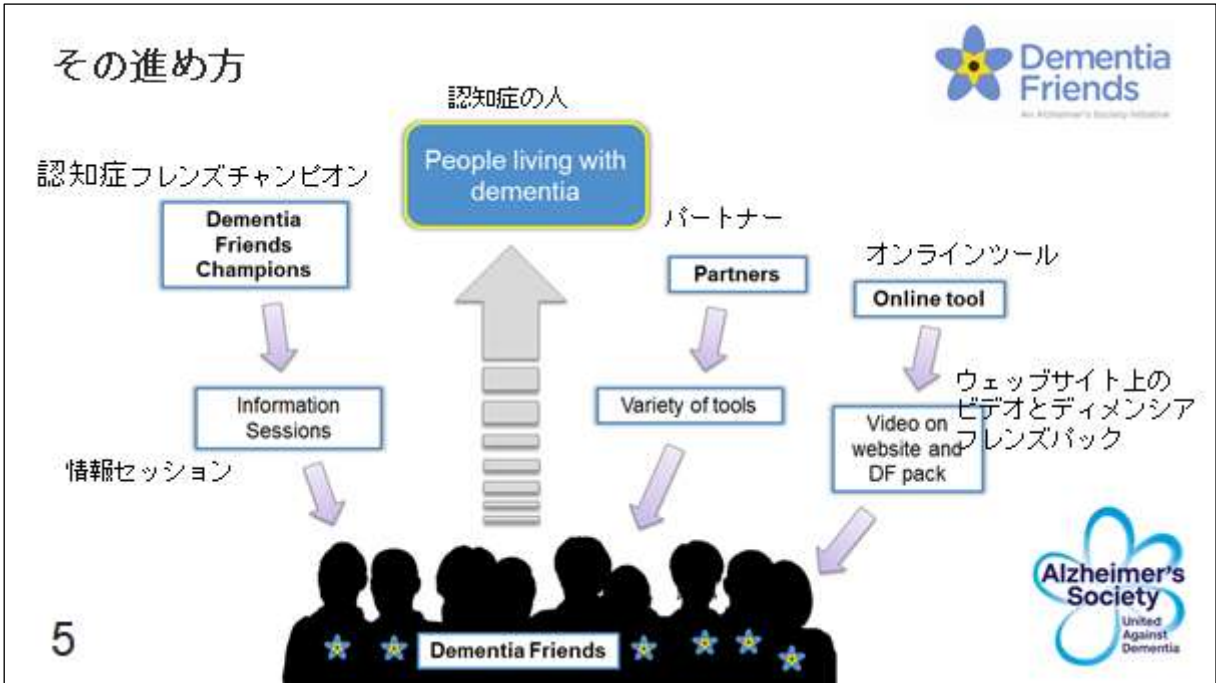 その進め方
Dementia
Friends
An Alzheimer's Society Initiative
認知症の人
People living with
dementia
認知症フレンズチャンピオン
Dementia
Friends
Champions
パートナー
Partners
オンラインツール
Online tool
Information
Sessions
情報セッション
Variety of tools
ウェッブサイト上の
ビデオとディメンシア
フレンズパック
Video on
website and
DF pack
Dementia Friends
Alzheimer's
Society
United
Against
Dementia
5